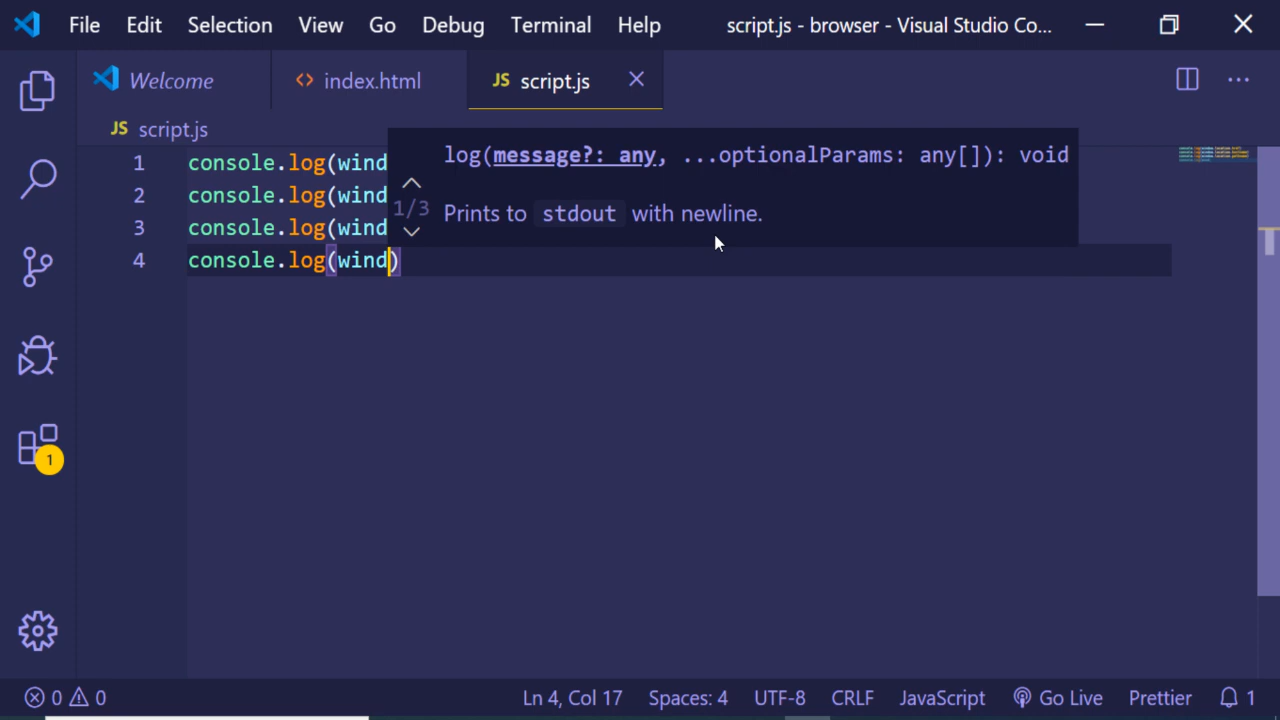 File Edit Selection View Go Debug Terminal Help script.js - browser - Visual Studio Co...
Welcome index.html JS script.js
JS script.js
log(message?: any, ...optionalParams: any[]): void
1/3
Prints to stdout with newline.
1 console.log(wind
2 console.log(wind
3 console.log(wind
4 console.log(wind)
1
0 0 Ln 4, Col 17 Spaces: 4 UTF-8 CRLF JavaScript Go Live Prettier 1